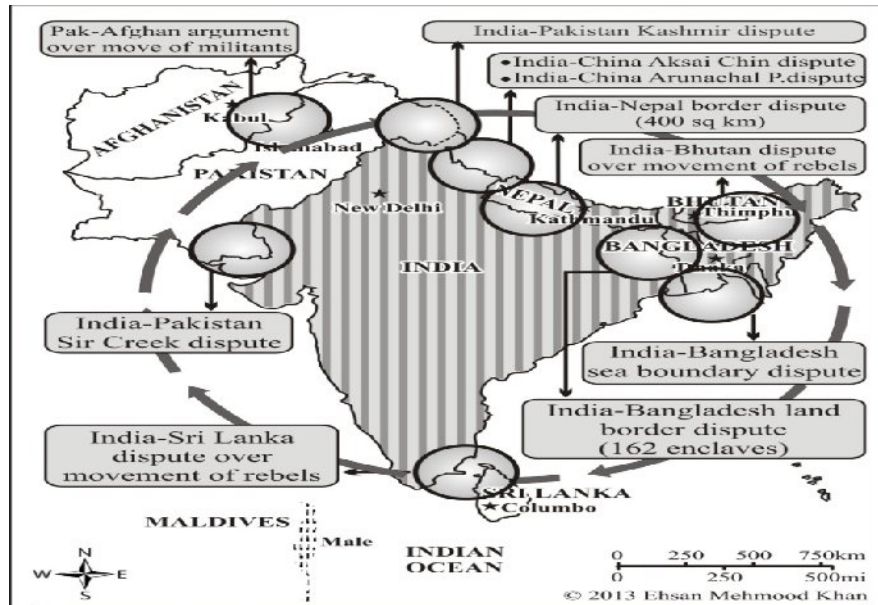 Pak-Afghan argument
over move of militants
India-Pakistan Kashmir dispute
•India-China Aksai Chin dispute
•India-China Arunachal P.dispute
India-Nepal border dispute
(400 sq km)
India-Bhutan dispute
over movement of rebels
AFGHANISTAN
Kabul
Islamabad
PAKISTAN
New Delhi
NEPAL
Kathmandu
BHUTAN
Thimphu
BANGLADESH
Dhaka
INDIA
India-Pakistan
Sir Creek dispute
India-Bangladesh
sea boundary dispute
India-Bangladesh land
border dispute
(162 enclaves)
India-Sri Lanka
dispute over
movement of rebels
SRI LANKA
Columbo
MALDIVES
Male
INDIAN
OCEAN
N
W E
S
0 250 500 750km
0 250 500mi
© 2013 Ehsan Mehmood Khan